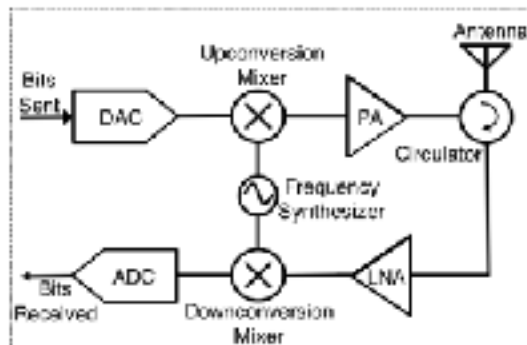 Antenna
Upconversion
Mixer
Bits
Sent
DAC
PA
Circulator
Frequency
Synthesizer
ADC
LNA
Bits
Received
Downconversion
Mixer